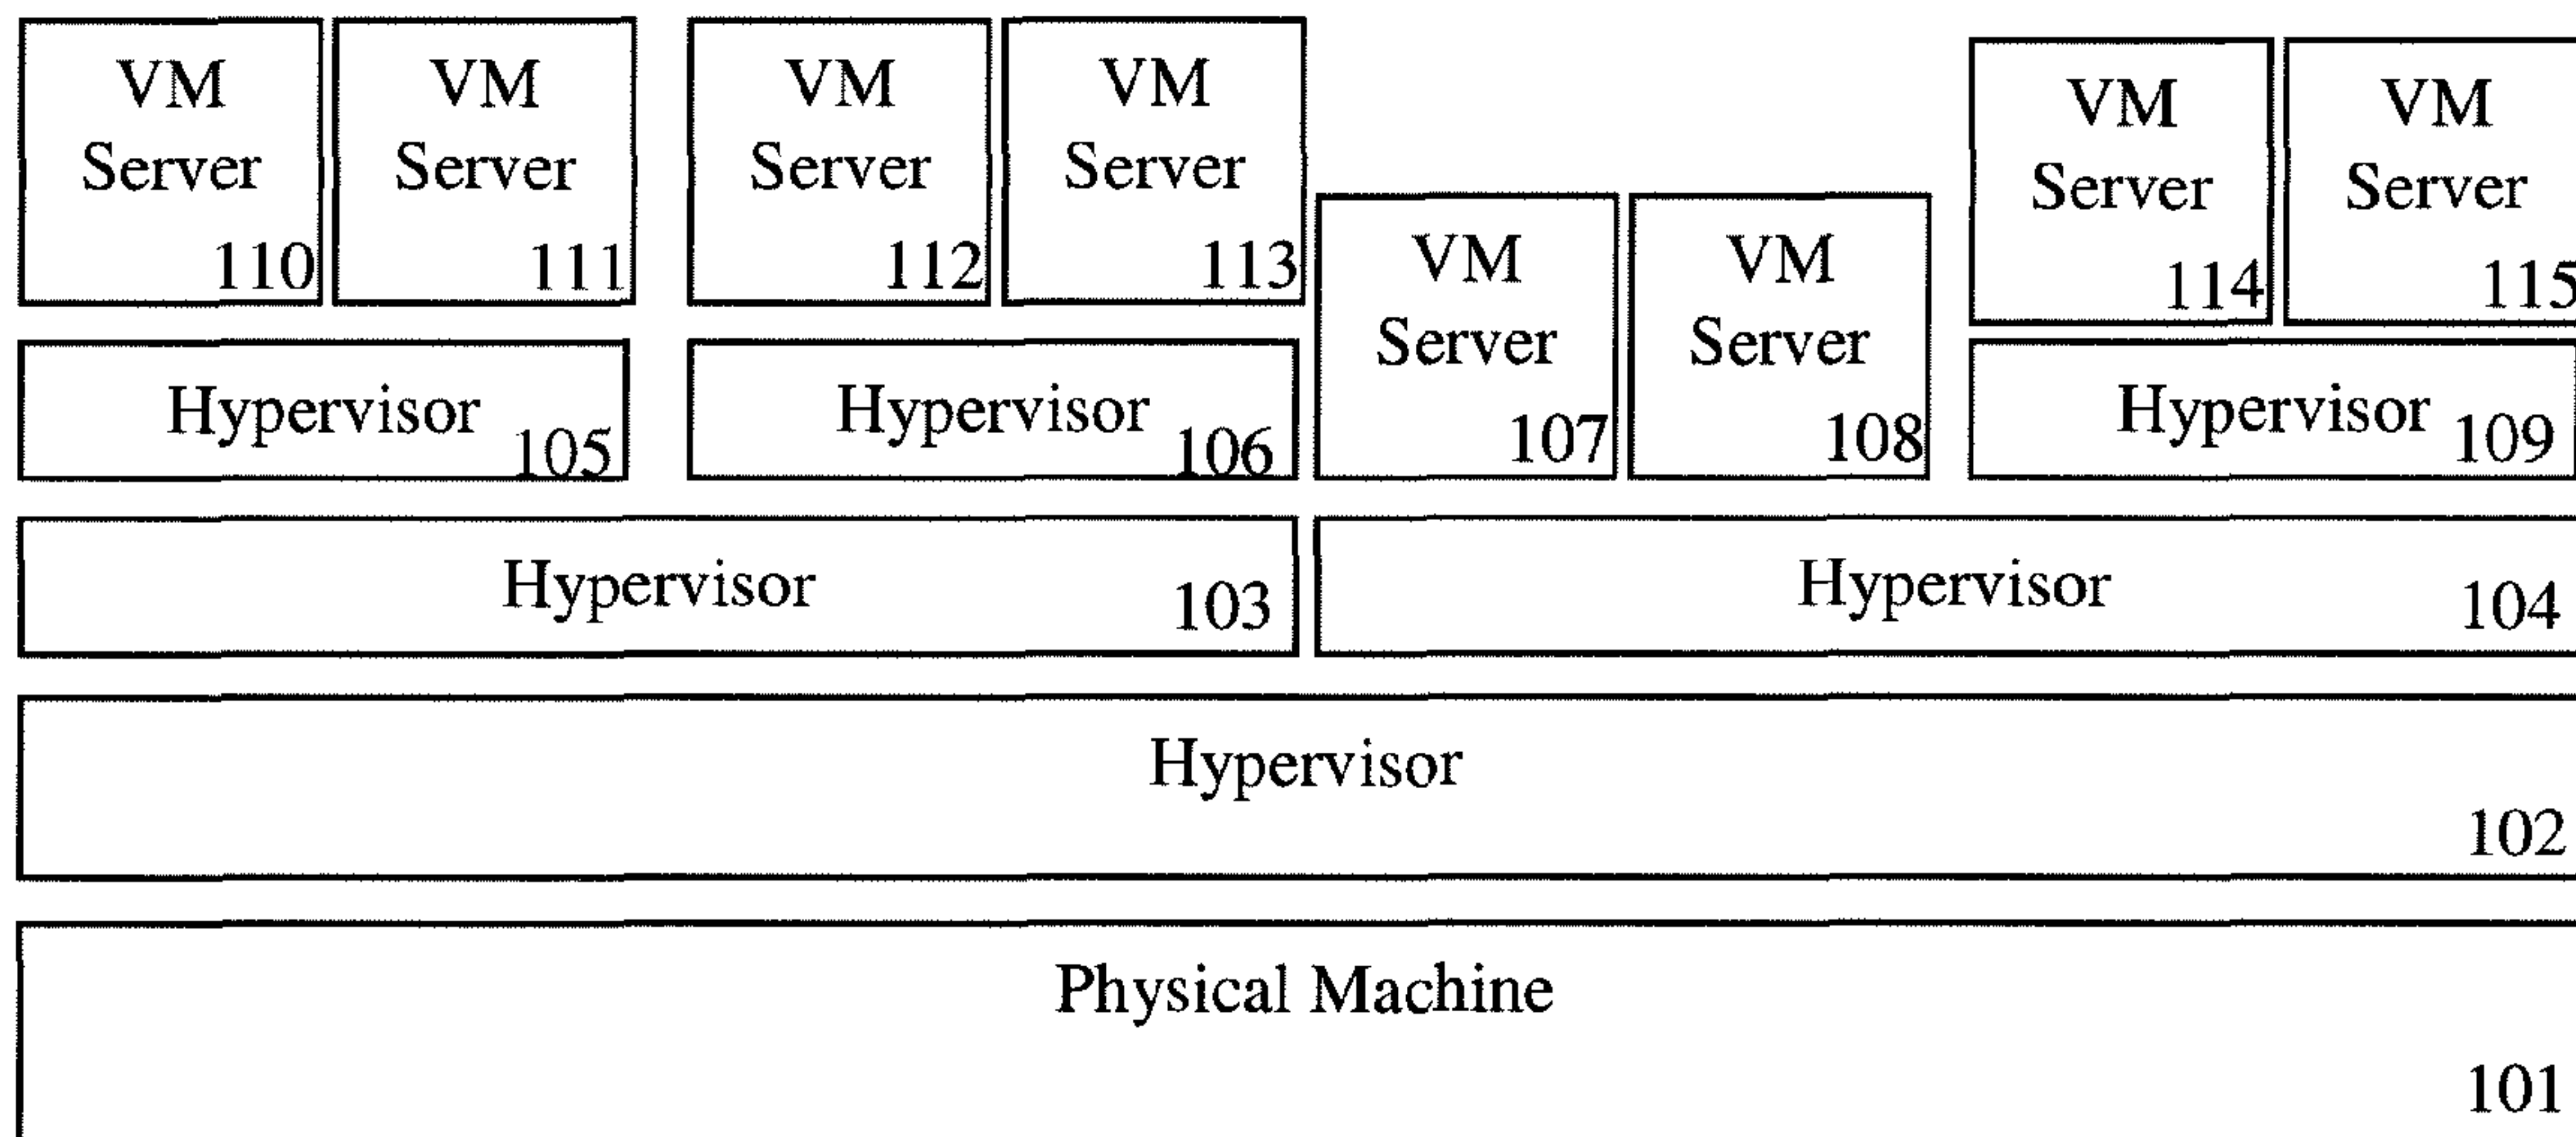 VM
Server
110
VM
Server
111
VM
Server
112
VM
Server
113
VM
Server
107
VM
Server
108
VM
Server
114
VM
Server
115
Hypervisor 105
Hypervisor 106
Hypervisor 109
Hypervisor 103
Hypervisor 104
Hypervisor
102
Physical Machine
101